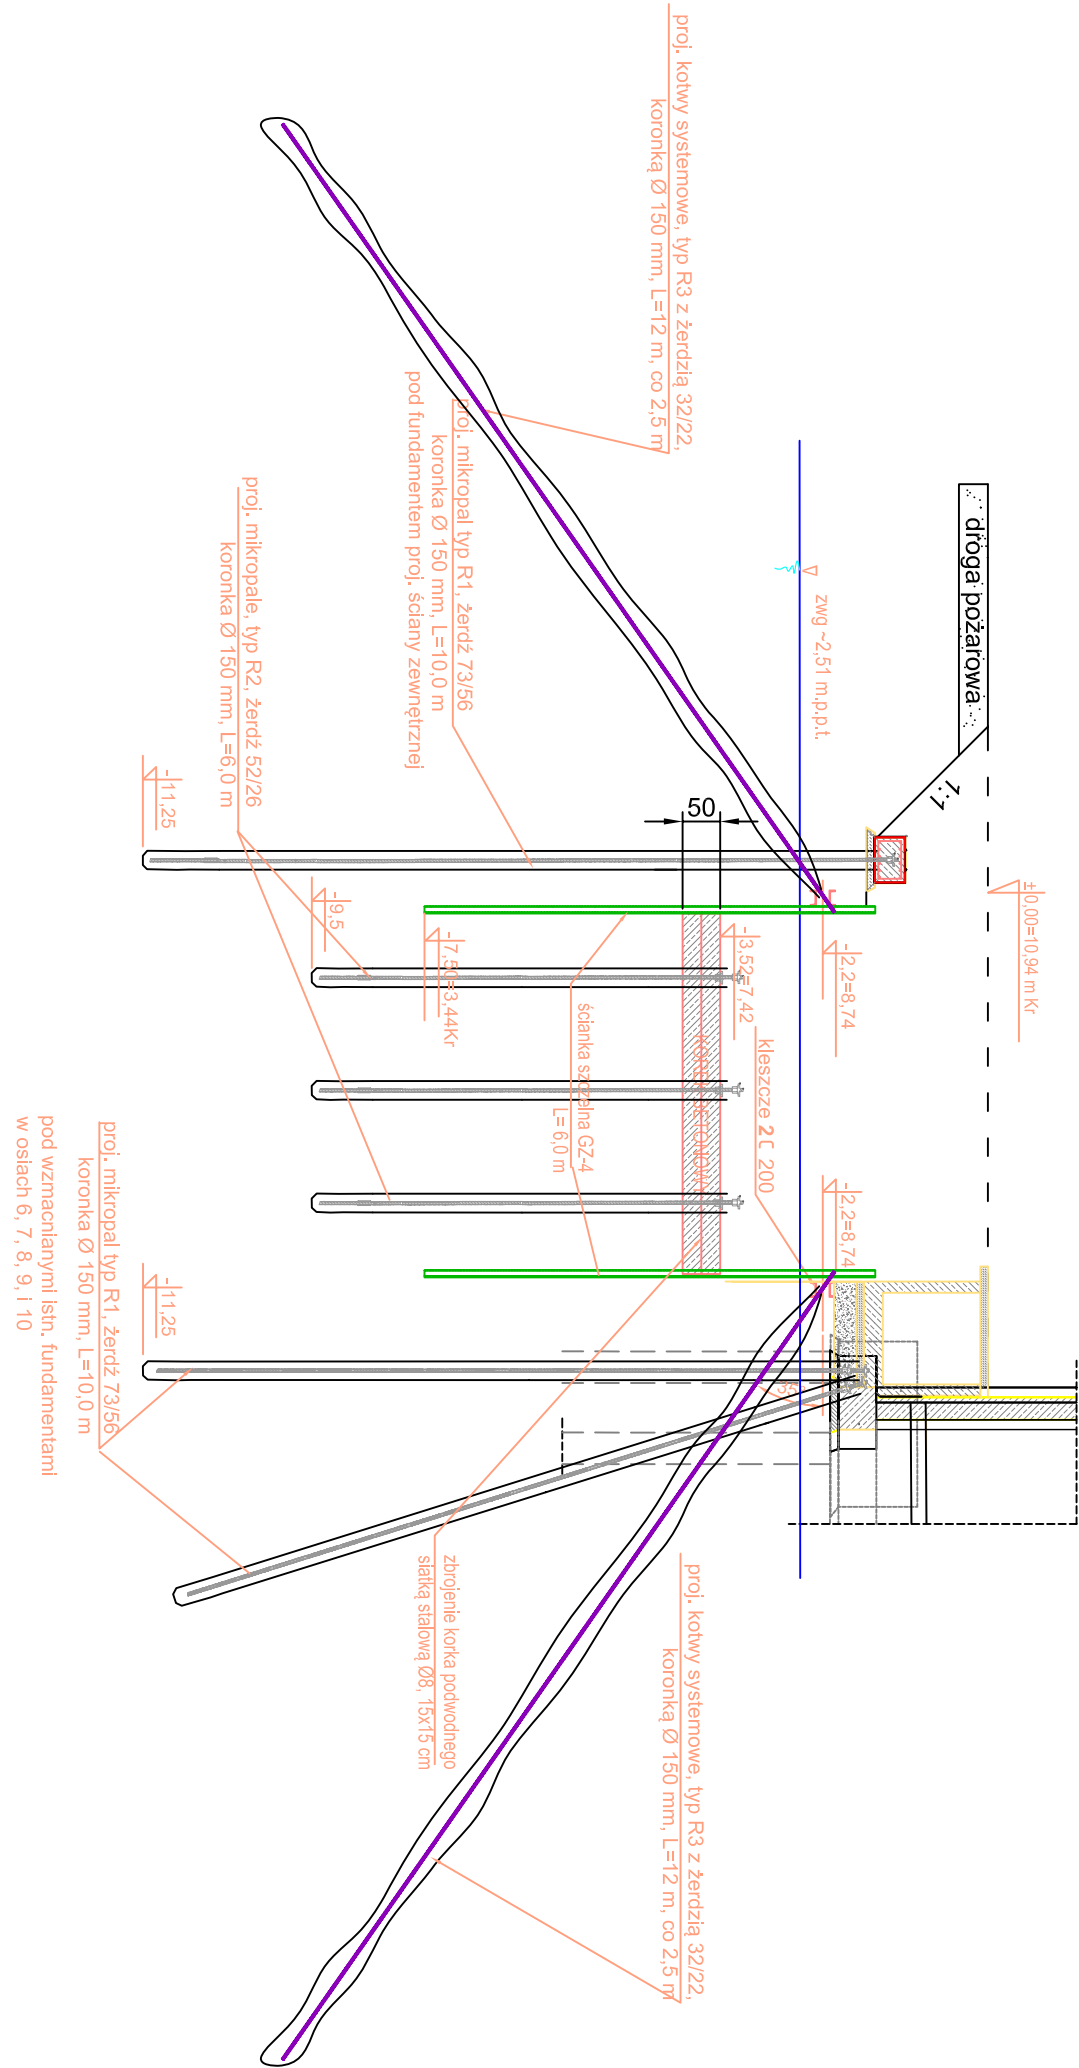 proj. kotwy systemowe, typ R3 z żerdzią 32/22,
koronką Ø 150 mm, L=12 m, co 2,5 m
droga pożarowa
1:1
±0,00=10,94 m Kr
zwg ~2,51 m.p.p.t.
proj. mikropal typ R1, żerdź 73/56
koronka Ø 150 mm, L=10,0 m
pod fundamentem proj. ściany zewnętrznej
proj. mikropale, typ R2, żerdź 52/26
koronka Ø 150 mm, L=6,0 m
-11,25
50
-9,5
-7,50=3,44Kr
-3,52=7,42
-2,2=8,74
kleszcze 2[ 200
ścianka szczelna GZ-4
L= 6,0 m
-2,2=8,74
-11,25
35°
proj. mikropal typ R1, żerdź 73/56
koronka Ø 150 mm, L=10,0 m
pod wzmacnianymi istn. fundamentami
w osiach 6, 7, 8, 9, i 10
zbrojenie korka podwodnego
siatką stalową Ø8, 15x15 cm
proj. kotwy systemowe, typ R3 z żerdzią 32/22,
koronką Ø 150 mm, L=12 m, co 2,5 m